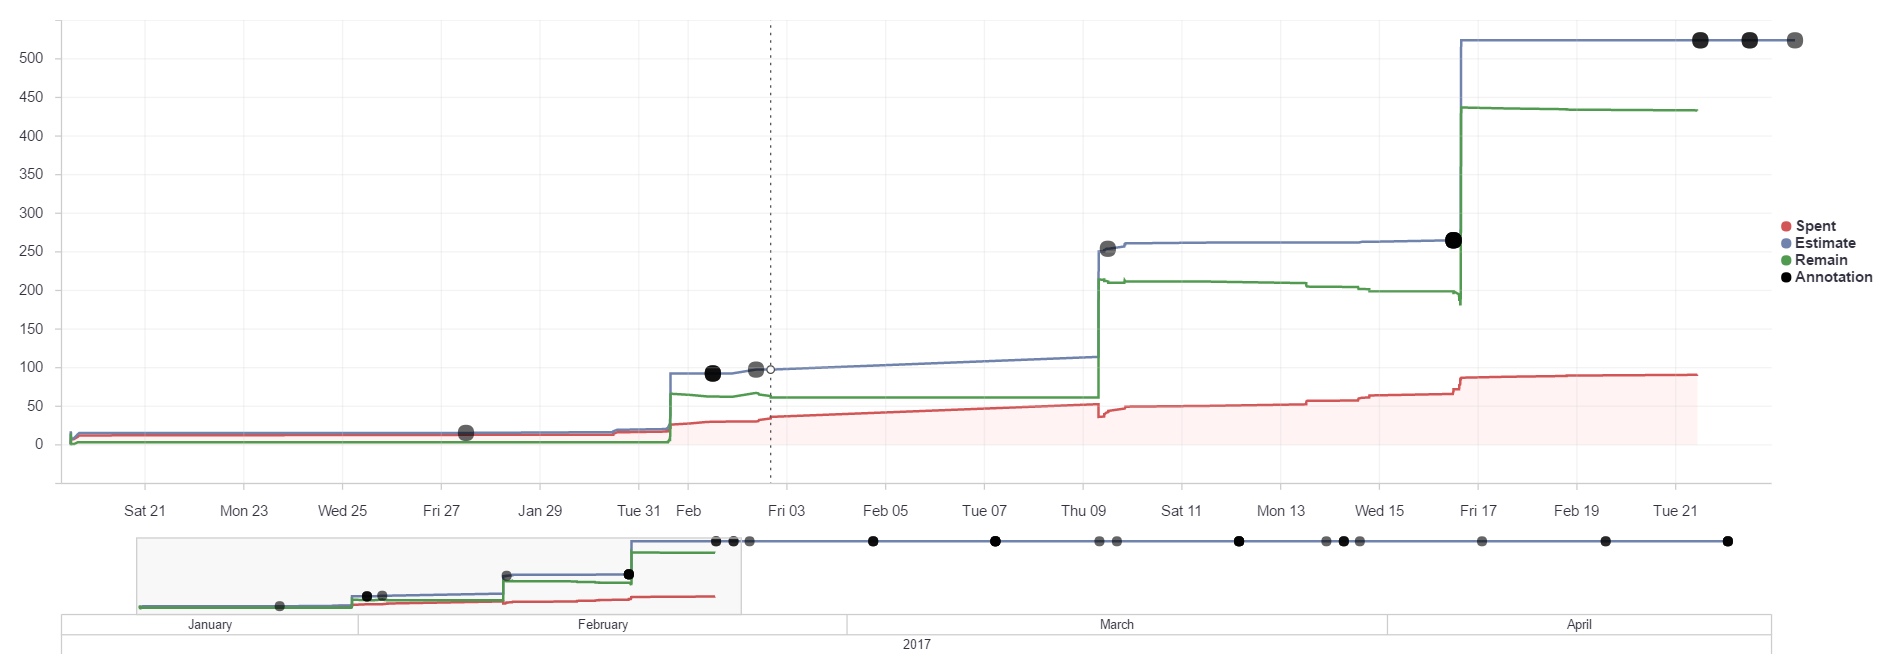 500
450
400
350
300
250
200
150
100
50
0
Spent
Estimate
Remain
Annotation
Sat 21 Mon 23 Wed 25 Fri 27 Jan 29 Tue 31 Feb Fri 03 Feb 05 Tue 07 Thu 09 Sat 11 Mon 13 Wed 15 Fri 17 Feb 19 Tue 21
January February March April
2017